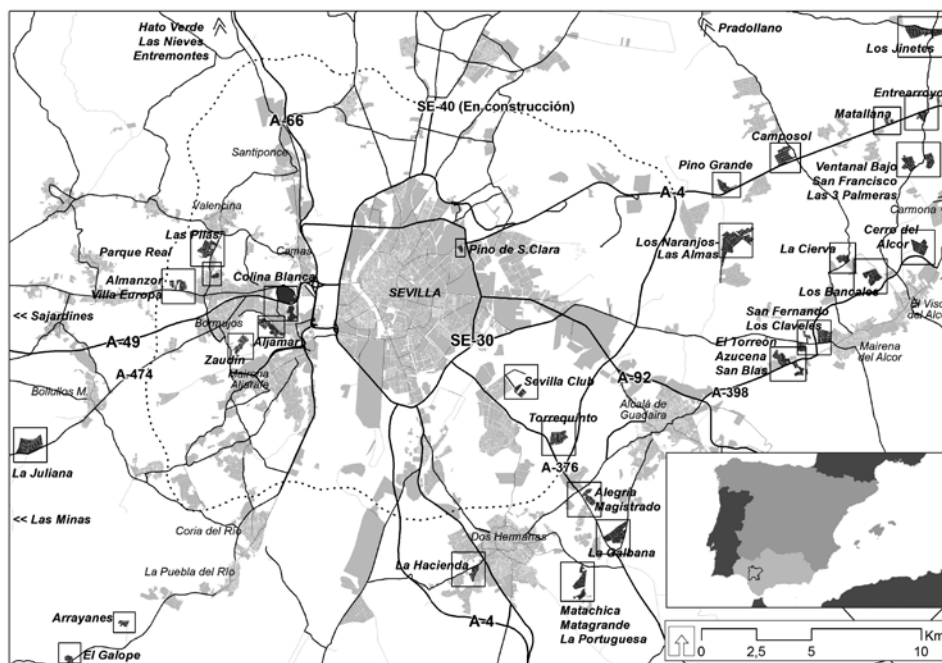 Hato Verde
Las Nieves
Entremontes
Pradollano
Los Jinetes
SE-40 (En construcción)
A-66
Entrearroyo
Matallana
Santiponce
Camposol
Pino Grande
Ventanal Bajo
San Francisco
Las 3 Palmeras
A-4
Valencina
Carmona
Las Pilas
Parque Real
Camas
Pino de S.Clara
Los Naranjos-
Las Almas
La Cierva
Cerro del
Alcor
Almanzor
Villa Europa
Colina Blanca
SEVILLA
Los Bancales
<< Sajardines
Bormujos
Aljamar
A-49
Zaudín
SE-30
San Fernando
Los Claveles
El Torreón
Azucena
San Blas
El Viso
del Alcor
Mairena
del Alcor
Mairena
Aljarafe
A-474
Bollullos M.
Sevilla Club
A-92
A-398
Alcalá de
Guadaira
Torrequinto
La Juliana
A-376
Alegría
Magistrado
<< Las Minas
Coria del Río
Dos Hermanas
La Galbana
La Hacienda
La Puebla del Río
Matachica
Matagrande
La Portuguesa
Arrayanes
A-4
El Galope
Km
0 2,5 5 10